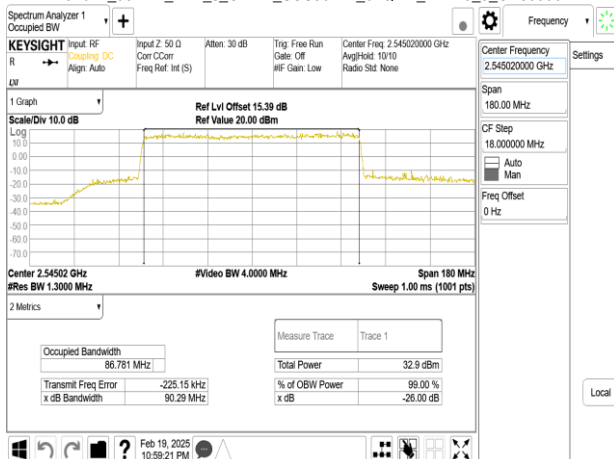 Spectrum Analyzer 1
Occupied BW
Frequency
KEYSIGHT
R
LXI
Input: RF
Coupling: DC
Align: Auto
Input Z: 50 Ω
Corr CCorr
Freq Ref: Int (S)
Atten: 30 dB
Trig: Free Run
Gate: Off
#IF Gain: Low
Center Freq: 2.545020000 GHz
Avg|Hold: 10/10
Radio Std: None
Center Frequency
2.545020000 GHz
Settings
Span
180.00 MHz
CF Step
18.000000 MHz
Auto
Man
Freq Offset
0 Hz
Local
1 Graph
Scale/Div 10.0 dB
Ref Lvl Offset 15.39 dB
Ref Value 20.00 dBm
Log
10.0
0.00
-10.0
-20.0
-30.0
-40.0
-50.0
-60.0
-70.0
Center 2.54502 GHz
#Res BW 1.3000 MHz
#Video BW 4.0000 MHz
Span 180 MHz
Sweep 1.00 ms (1001 pts)
2 Metrics
Measure Trace Trace 1
Occupied Bandwidth
86.781 MHz
Total Power 32.9 dBm
Transmit Freq Error -225.15 kHz
% of OBW Power 99.00 %
x dB Bandwidth 90.29 MHz
x dB -26.00 dB
Feb 19, 2025
10:59:21 PM